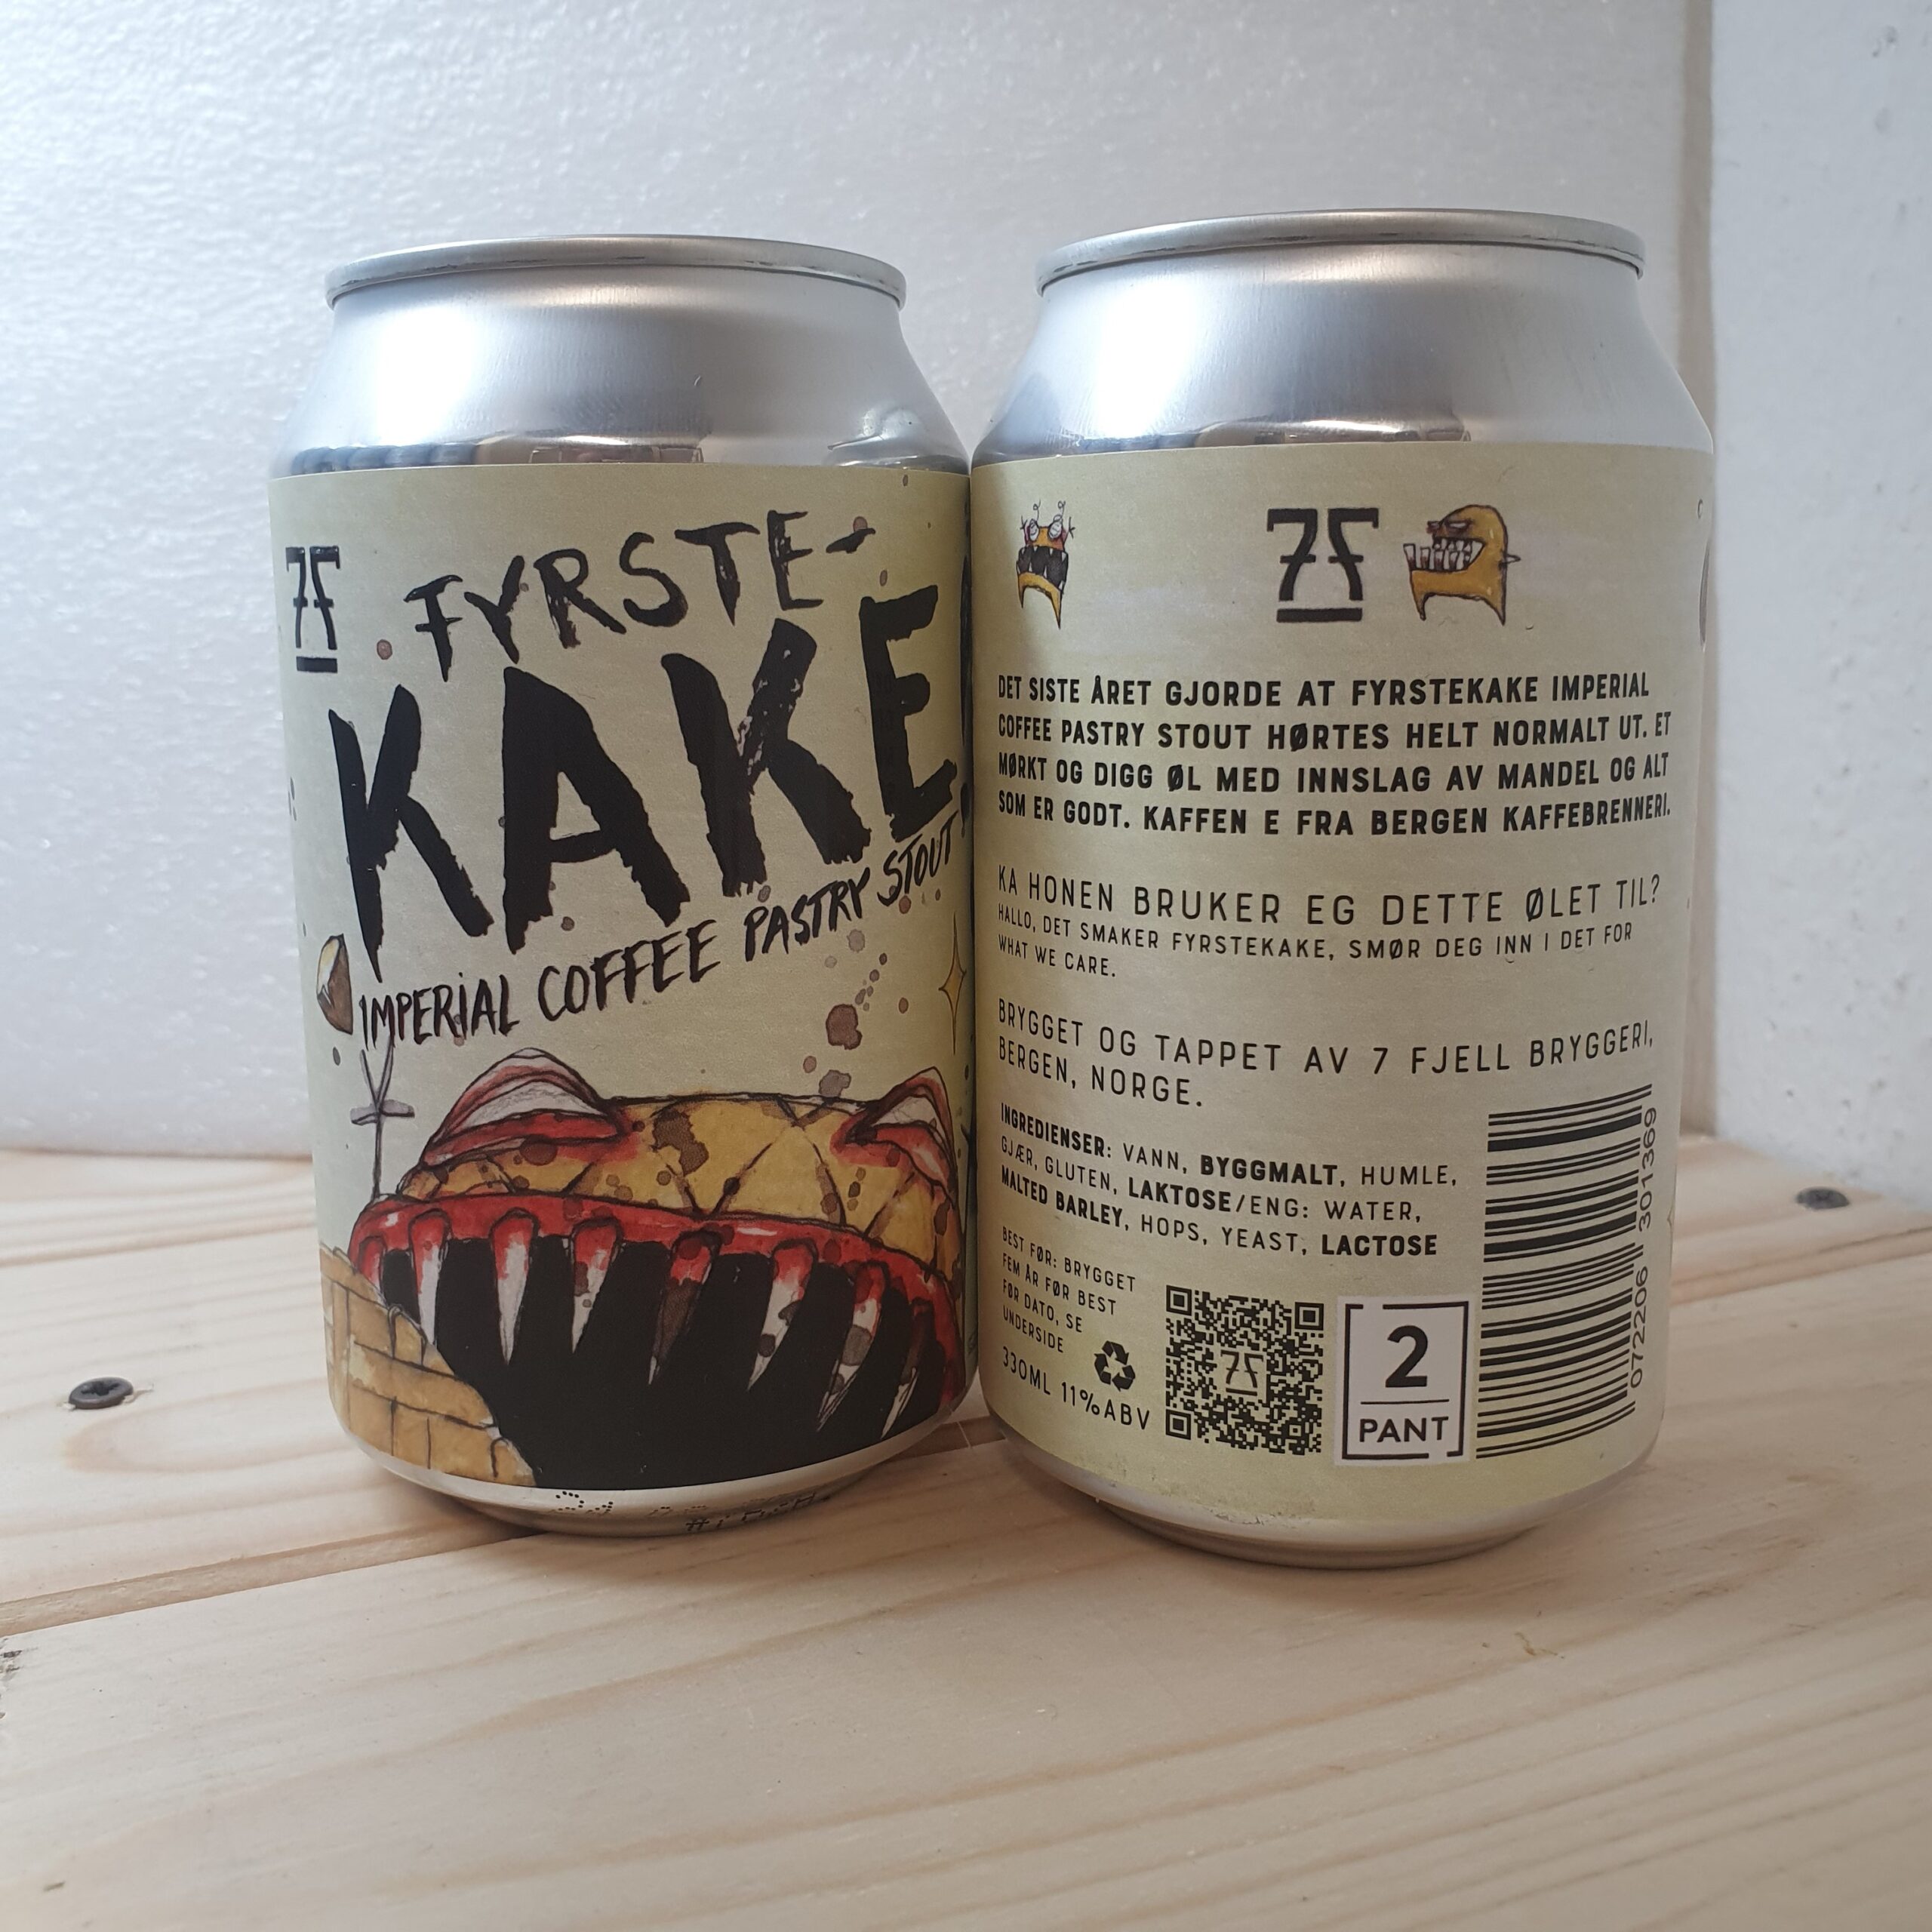 7F
FYRSTE-
KAKE
IMPERIAL COFFEE PASTRY STOUT
7F
DET SISTE ÅRET GJORDE AT FYRSTEKAKE IMPERIAL
COFFEE PASTRY STOUT HØRTES HELT NORMALT UT. ET
MØRKT OG DIGG ØL MED INNSLAG AV MANDEL OG ALT
SOM ER GODT. KAFFEN E FRA BERGEN KAFFEBRENNERI.
KA HONEN BRUKER EG DETTE ØLET TIL?
HALLO, DET SMAKER FYRSTEKAKE, SMØR DEG INN I DET FOR
WHAT WE CARE.
BRYGGET OG TAPPET AV 7 FJELL BRYGGERI,
BERGEN, NORGE.
INGREDIENSER: VANN, BYGGMALT, HUMLE,
GJÆR, GLUTEN, LAKTOSE/ENG: WATER,
MALTED BARLEY, HOPS, YEAST, LACTOSE
BEST FØR: BRYGGET
FEM ÅR FØR BEST
FØR DATO, SE
UNDERSIDE
330ML 11%ABV
7F
2
PANT
072206 301369